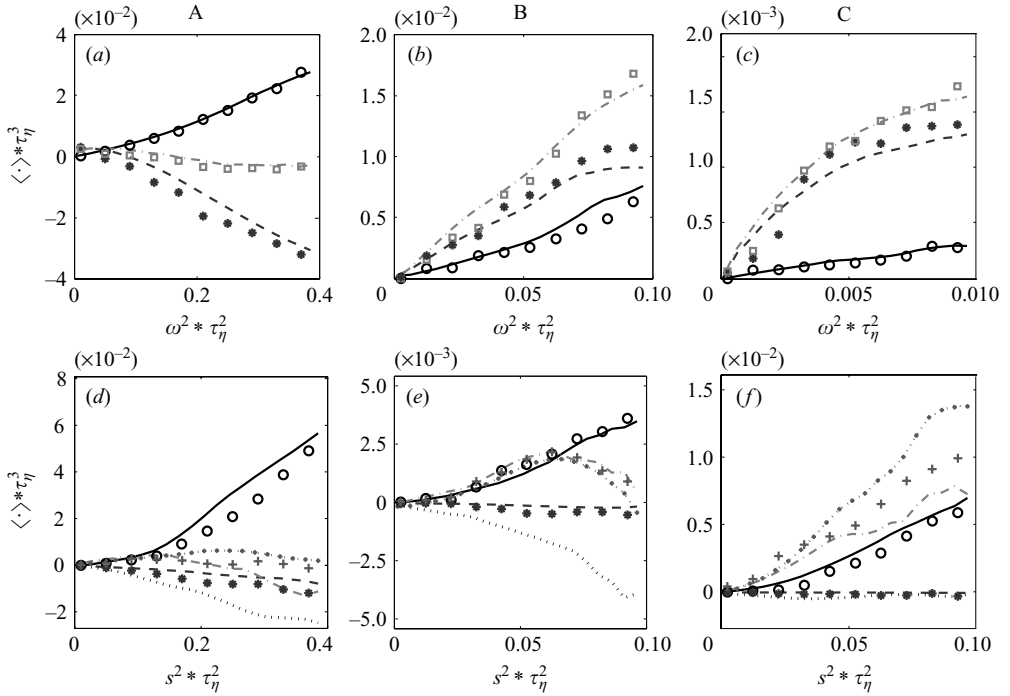 A B C
(×10⁻²) (×10⁻²) (×10⁻³)
4 2.0 2.0
(a) (b) (c)
2 1.5 1.5
⟨·⟩*τ_η³ 0 1.0 1.0
−2 0.5 0.5
−4
0 0.2 0.4 0 0.05 0.10 0 0.005 0.010
ω² * τ_η² ω² * τ_η² ω² * τ_η²
(×10⁻²) (×10⁻³) (×10⁻²)
8 5.0 1.5
(d) (e) (f)
6 2.5 1.0
⟨·⟩*τ_η³ 4
2 0 0.5
0 −2.5 0
−2 −5.0
0 0.2 0.4 0 0.05 0.10 0 0.05 0.10
s² * τ_η² s² * τ_η² s² * τ_η²